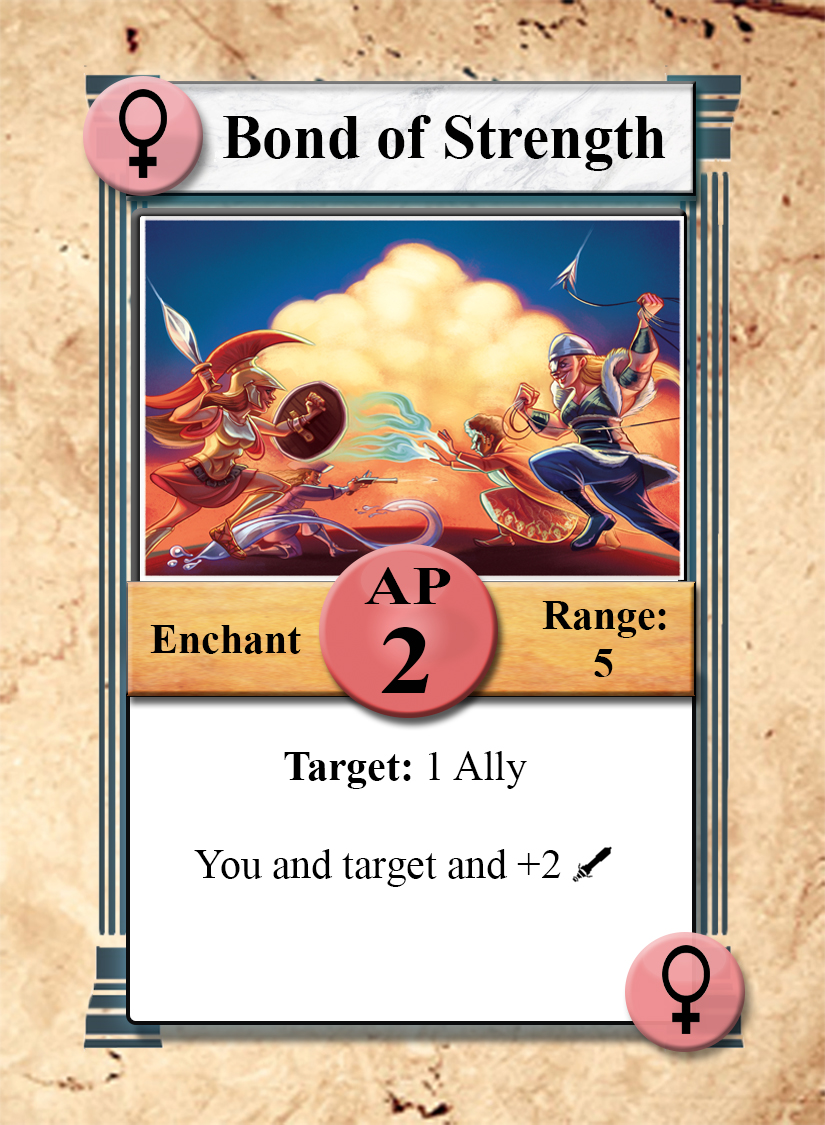 Bond of Strength
AP
2
Enchant
Range:
5
Target: 1 Ally
You and target and +2